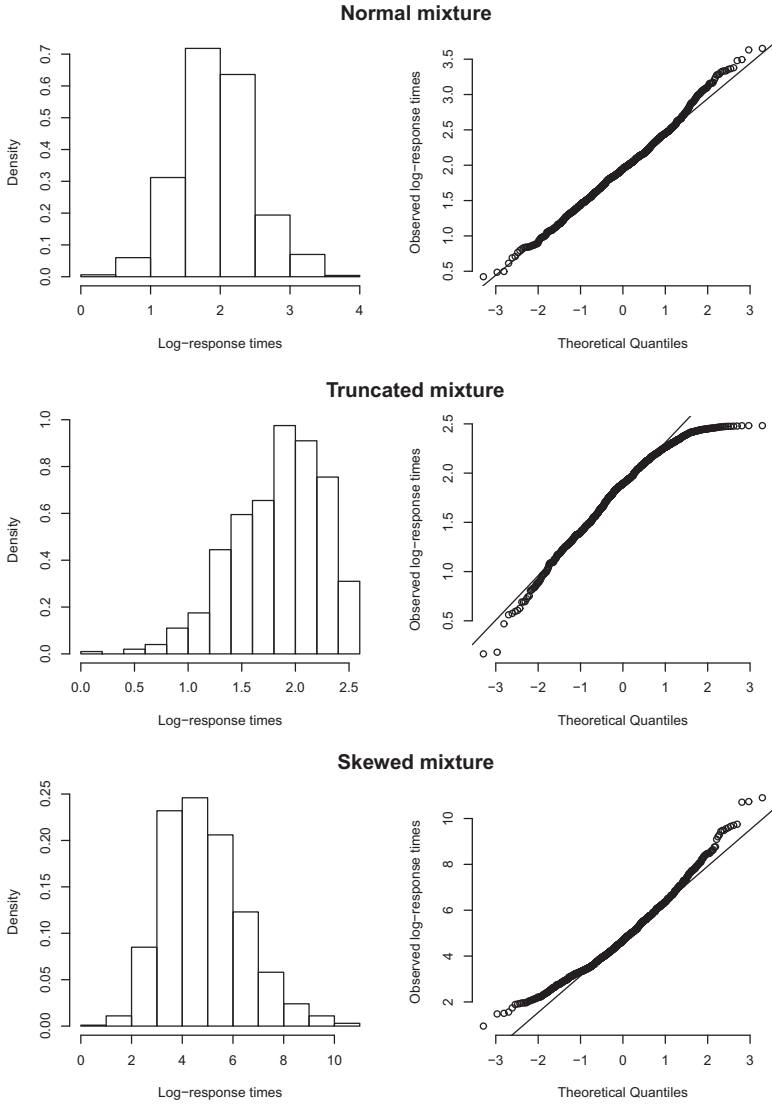 Normal mixture
Density
0.0 0.1 0.2 0.3 0.4 0.5 0.6 0.7
0 1 2 3 4
Log−response times
Observed log−response times
0.5 1.0 1.5 2.0 2.5 3.0 3.5
−3 −2 −1 0 1 2 3
Theoretical Quantiles
Truncated mixture
Density
0.0 0.2 0.4 0.6 0.8 1.0
0.0 0.5 1.0 1.5 2.0 2.5
Log−response times
Observed log−response times
0.5 1.0 1.5 2.0 2.5
−3 −2 −1 0 1 2 3
Theoretical Quantiles
Skewed mixture
Density
0.00 0.05 0.10 0.15 0.20 0.25
0 2 4 6 8 10
Log−response times
Observed log−response times
2 4 6 8 10
−3 −2 −1 0 1 2 3
Theoretical Quantiles